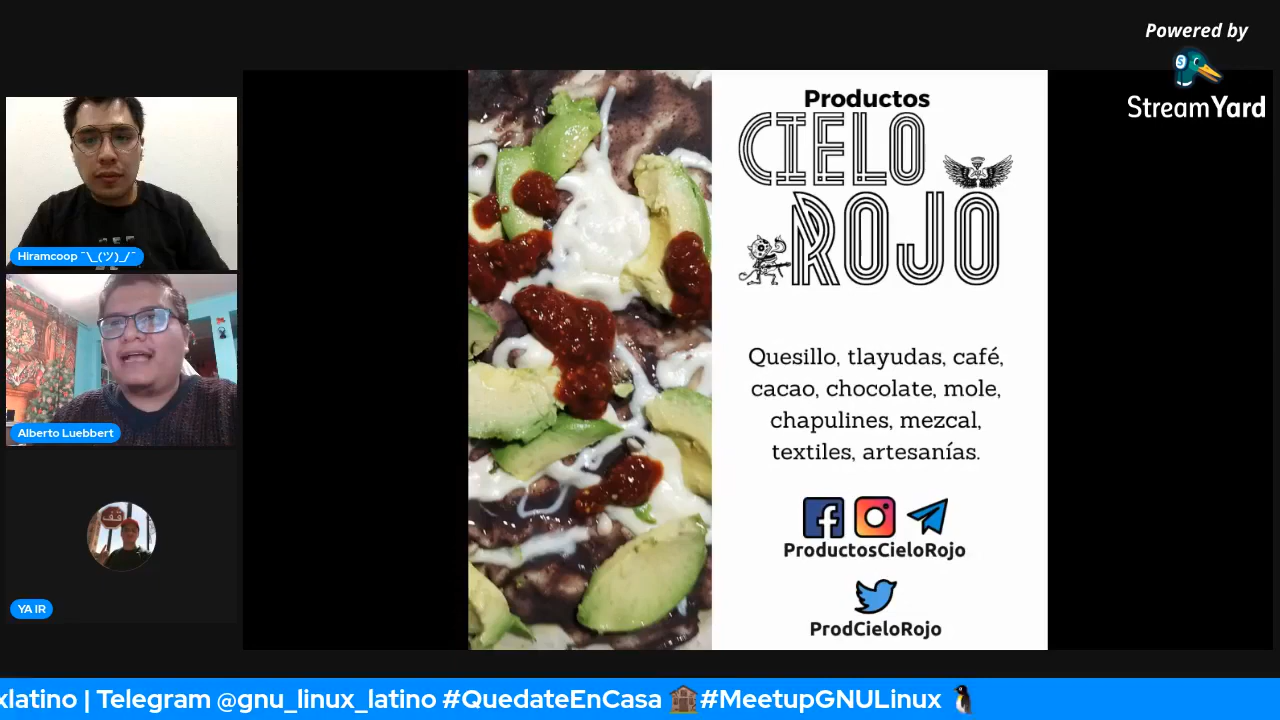 Powered by
StreamYard
Hiramcoop ¯\_(ツ)_/¯
Alberto Luebbert
YA IR
Productos
CIELO
ROJO
Quesillo, tlayudas, café,
cacao, chocolate, mole,
chapulines, mezcal,
textiles, artesanías.
ProductosCieloRojo
ProdCieloRojo
xlatino | Telegram @gnu_linux_latino #QuedateEnCasa 🏠#MeetupGNULinux 🐧